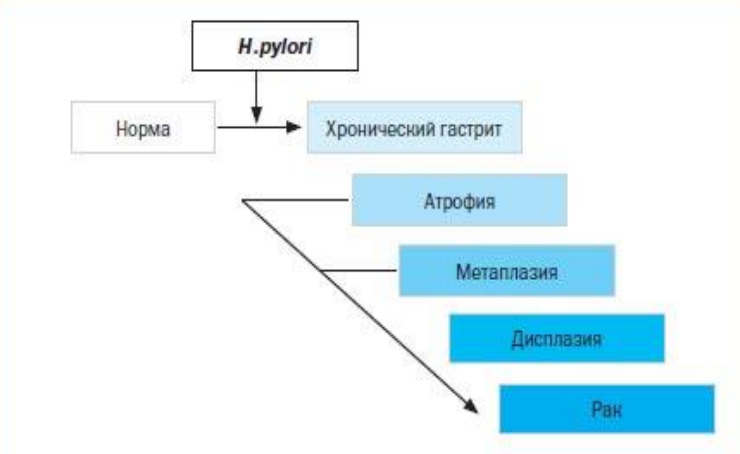 H.pylori
Норма
Хронический гастрит
Атрофия
Метаплазия
Дисплазия
Рак